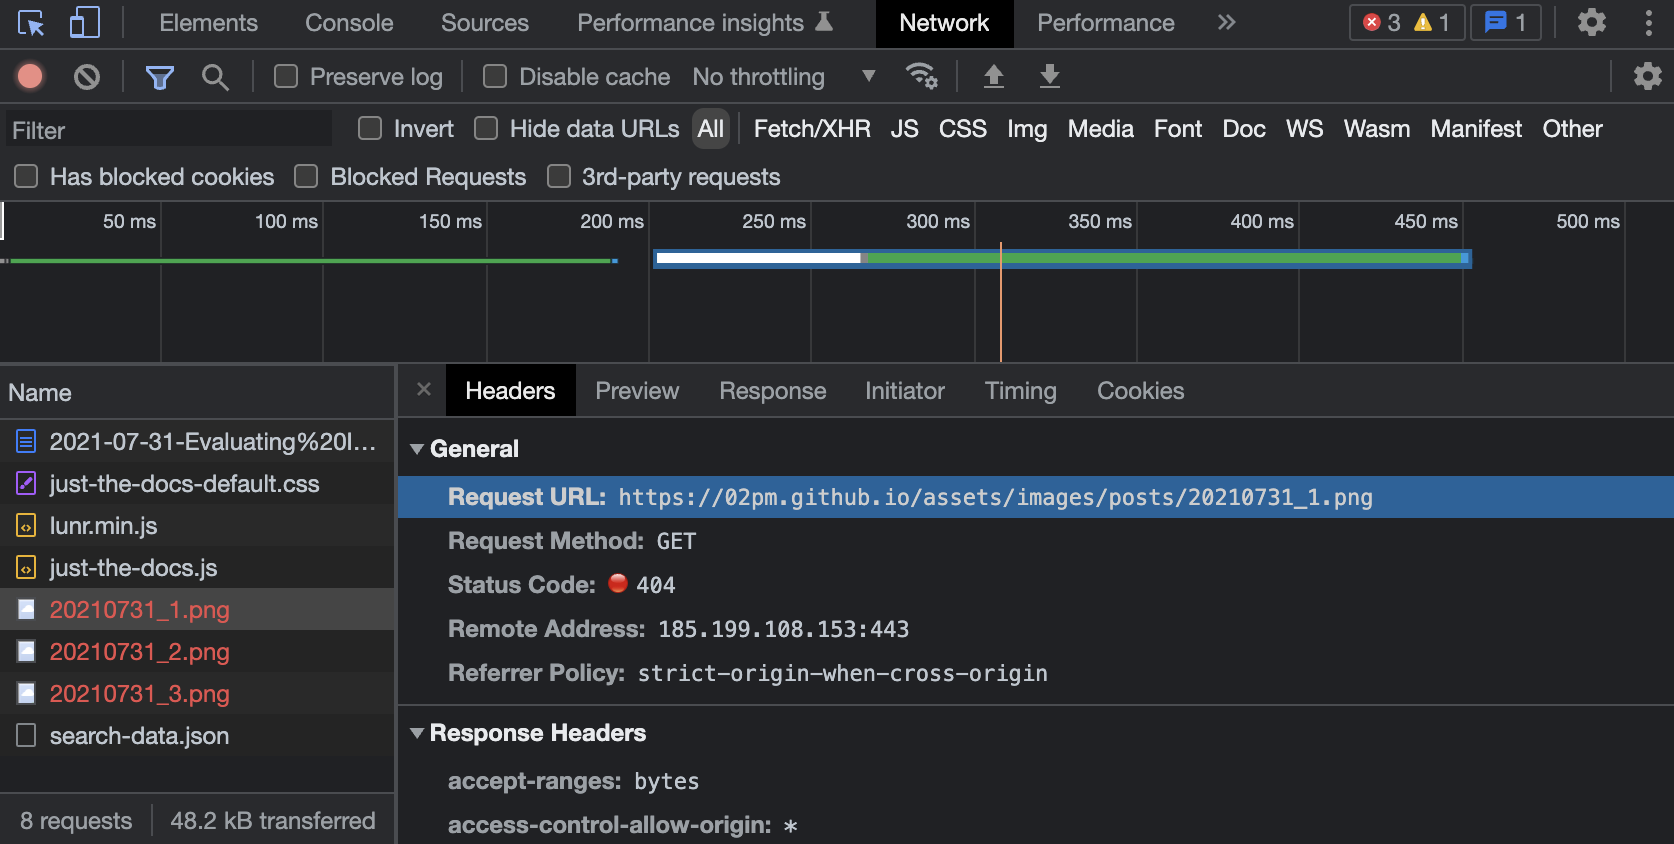 Elements Console Sources Performance insights Network Performance 3 1 1
Preserve log Disable cache No throttling
Filter Invert Hide data URLs All Fetch/XHR JS CSS Img Media Font Doc WS Wasm Manifest Other
Has blocked cookies Blocked Requests 3rd-party requests
50 ms 100 ms 150 ms 200 ms 250 ms 300 ms 350 ms 400 ms 450 ms 500 ms
Name
2021-07-31-Evaluating%20I...
just-the-docs-default.css
lunr.min.js
just-the-docs.js
20210731_1.png
20210731_2.png
20210731_3.png
search-data.json
8 requests 48.2 kB transferred
× Headers Preview Response Initiator Timing Cookies
General
Request URL: https://02pm.github.io/assets/images/posts/20210731_1.png
Request Method: GET
Status Code: 404
Remote Address: 185.199.108.153:443
Referrer Policy: strict-origin-when-cross-origin
Response Headers
accept-ranges: bytes
access-control-allow-origin: *